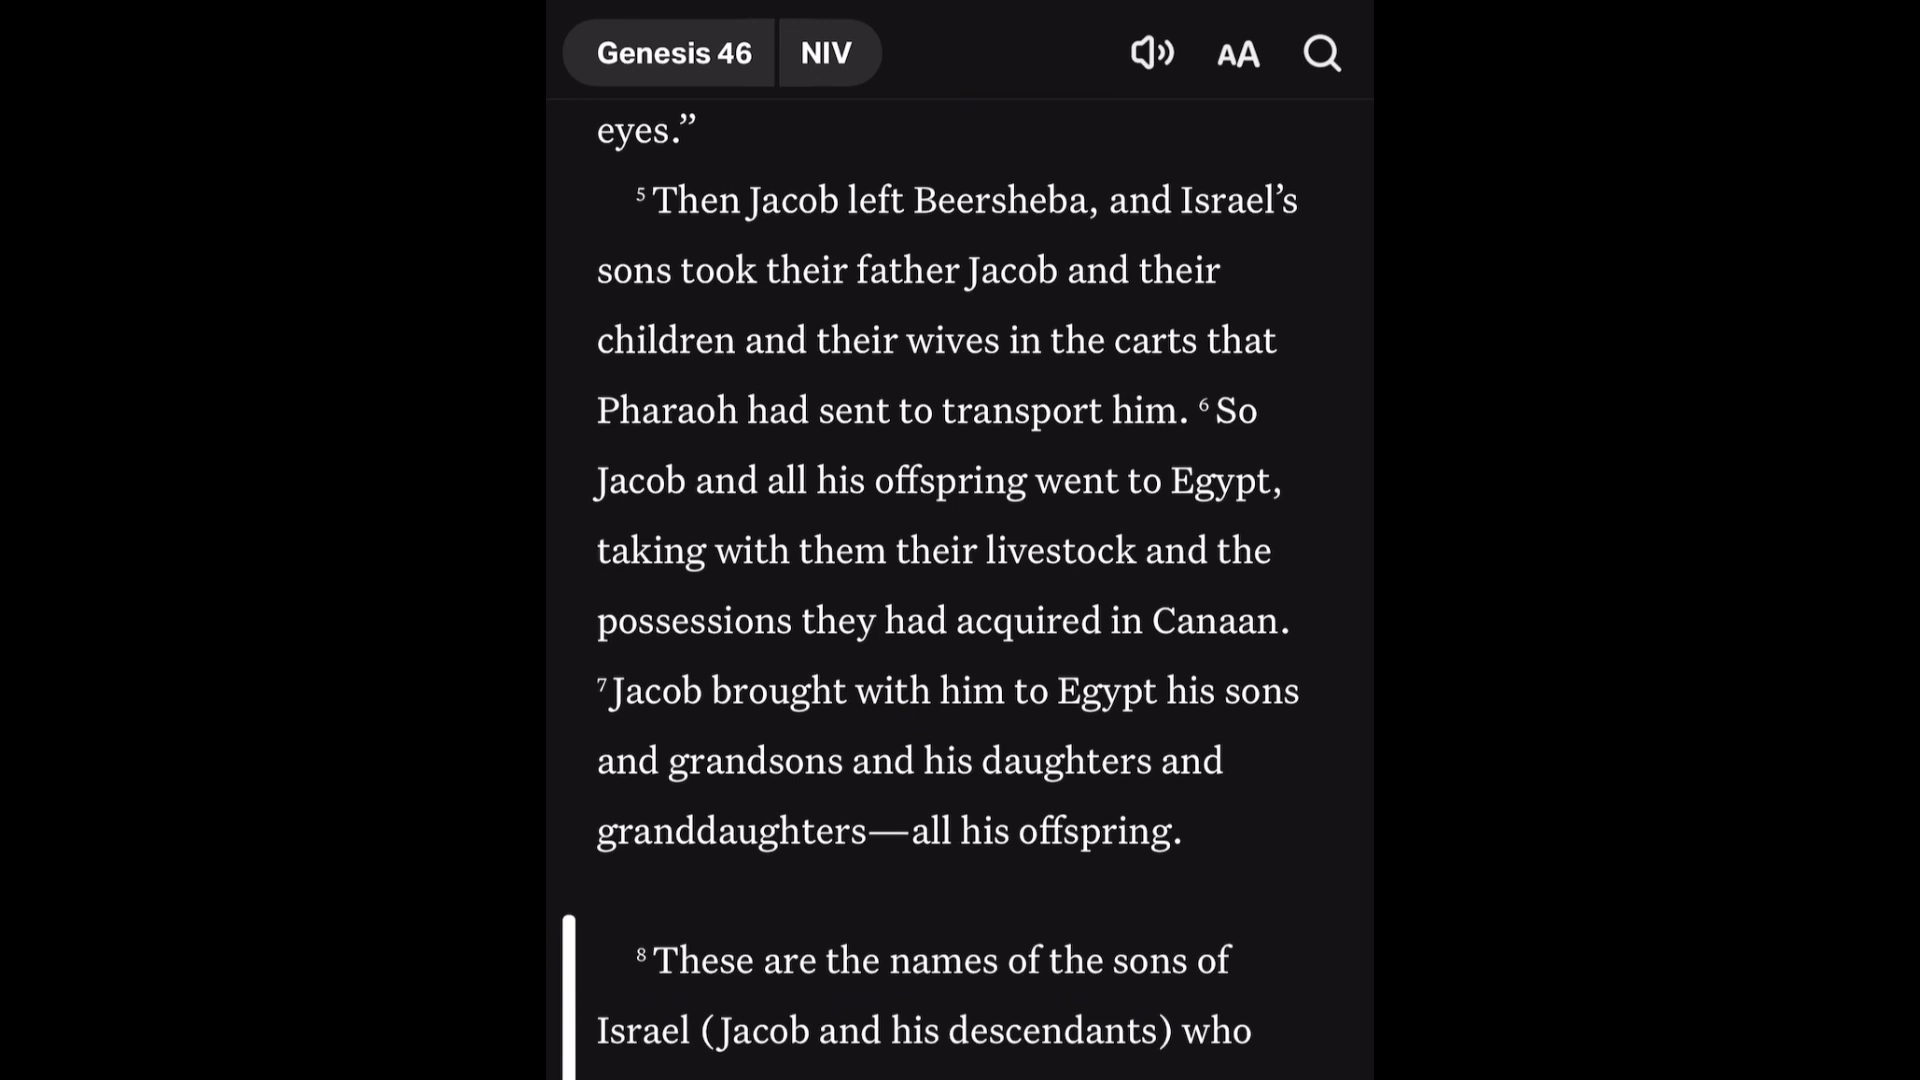 Genesis 46 NIV AA
eyes.”
5 Then Jacob left Beersheba, and Israel’s
sons took their father Jacob and their
children and their wives in the carts that
Pharaoh had sent to transport him. 6 So
Jacob and all his offspring went to Egypt,
taking with them their livestock and the
possessions they had acquired in Canaan.
7 Jacob brought with him to Egypt his sons
and grandsons and his daughters and
granddaughters—all his offspring.
8 These are the names of the sons of
Israel (Jacob and his descendants) who